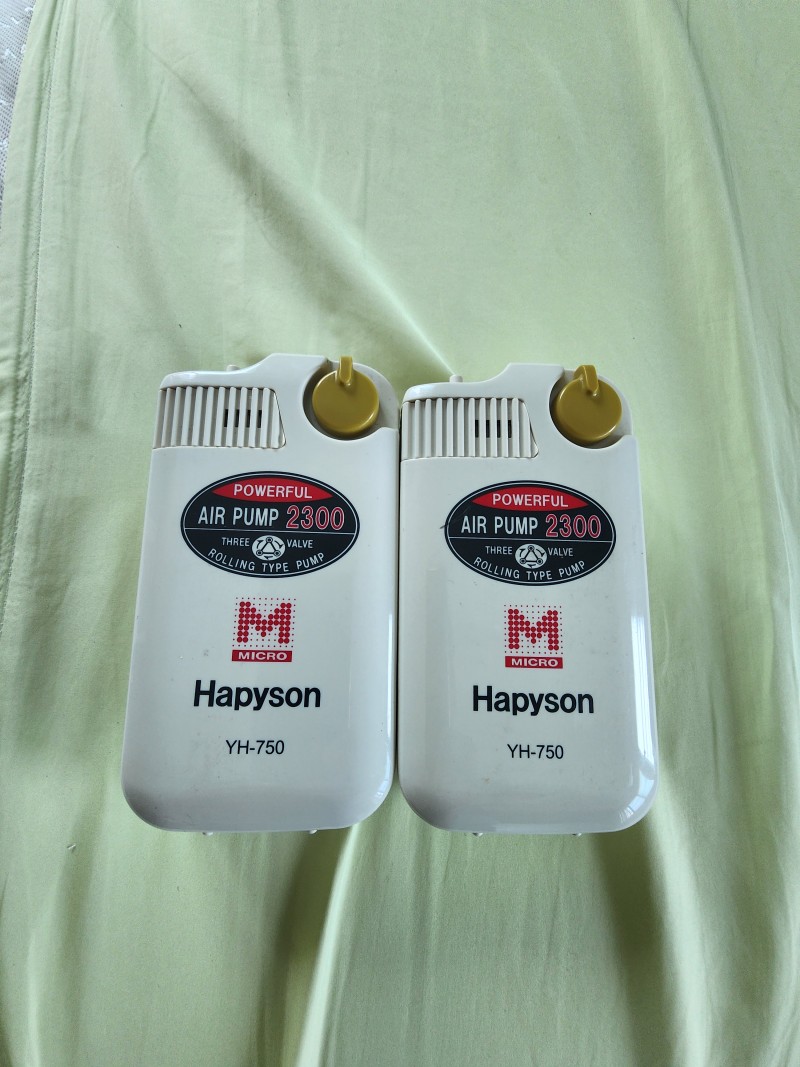 POWERFUL
AIR PUMP 2300
THREE VALVE
ROLLING TYPE PUMP
M
MICRO
Hapyson
YH-750
POWERFUL
AIR PUMP 2300
THREE VALVE
ROLLING TYPE PUMP
M
MICRO
Hapyson
YH-750